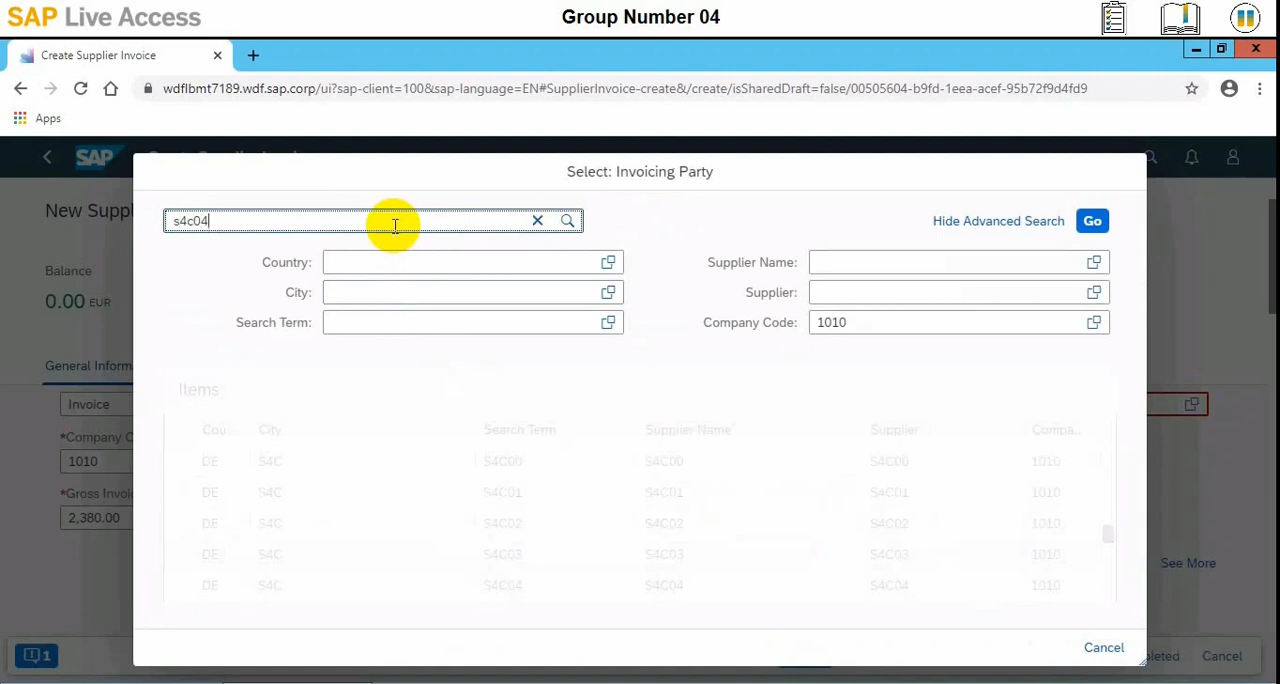 SAP Live Access
Group Number 04
Create Supplier Invoice
wdflbmt7189.wdf.sap.corp/ui?sap-client=100&sap-language=EN#SupplierInvoice-create&/create/isSharedDraft=false/00505604-b9fd-1eea-acef-95b72f9d4fd9
Apps
SAP
New Suppl
Balance
0.00 EUR
General Inform
Invoice
*Company C
1010
*Gross Invoi
2,380.00
See More
1
pleted Cancel
Select: Invoicing Party
s4c04
Hide Advanced Search Go
Country: Supplier Name:
City: Supplier:
Search Term: Company Code: 1010
Items
Cou... City Search Term Supplier Name Supplier Compa...
DE S4C S4C00 S4C00 S4C00 1010
DE S4C S4C01 S4C01 S4C01 1010
DE S4C S4C02 S4C02 S4C02 1010
DE S4C S4C03 S4C03 S4C03 1010
DE S4C S4C04 S4C04 S4C04 1010
Cancel